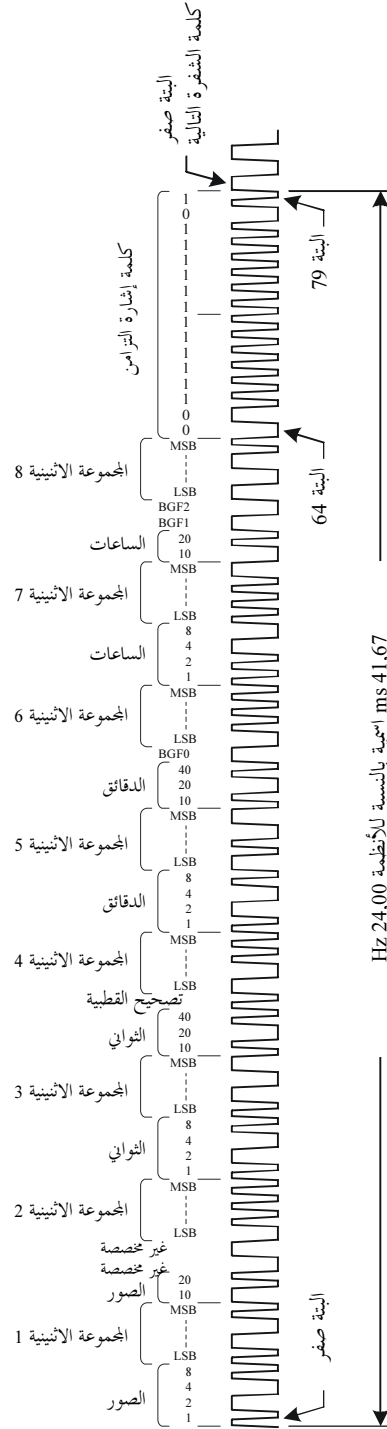 البتة صفر
كلمة الشفرة التالية
كلمة إشارة التزامن
1
0
1
1
1
1
1
1
1
1
1
1
1
1
0
0
البتة 79
البتة 64
المجموعة الاثنينية 8
MSB
LSB
BGF2
BGF1
الساعات
20
10
المجموعة الاثنينية 7
MSB
LSB
الساعات
8
4
2
1
المجموعة الاثنينية 6
MSB
LSB
BGF0
الدقائق
40
20
10
المجموعة الاثنينية 5
MSB
LSB
الدقائق
8
4
2
1
المجموعة الاثنينية 4
MSB
LSB
تصحيح القطبية
الثواني
40
20
10
المجموعة الاثنينية 3
MSB
LSB
الثواني
8
4
2
1
المجموعة الاثنينية 2
MSB
LSB
غير مخصصة
غير مخصصة
الصور
20
10
المجموعة الاثنينية 1
MSB
LSB
الصور
8
4
2
1
البتة صفر
ms 41,67 اسمية بالنسبة للأنظمة Hz 24,00